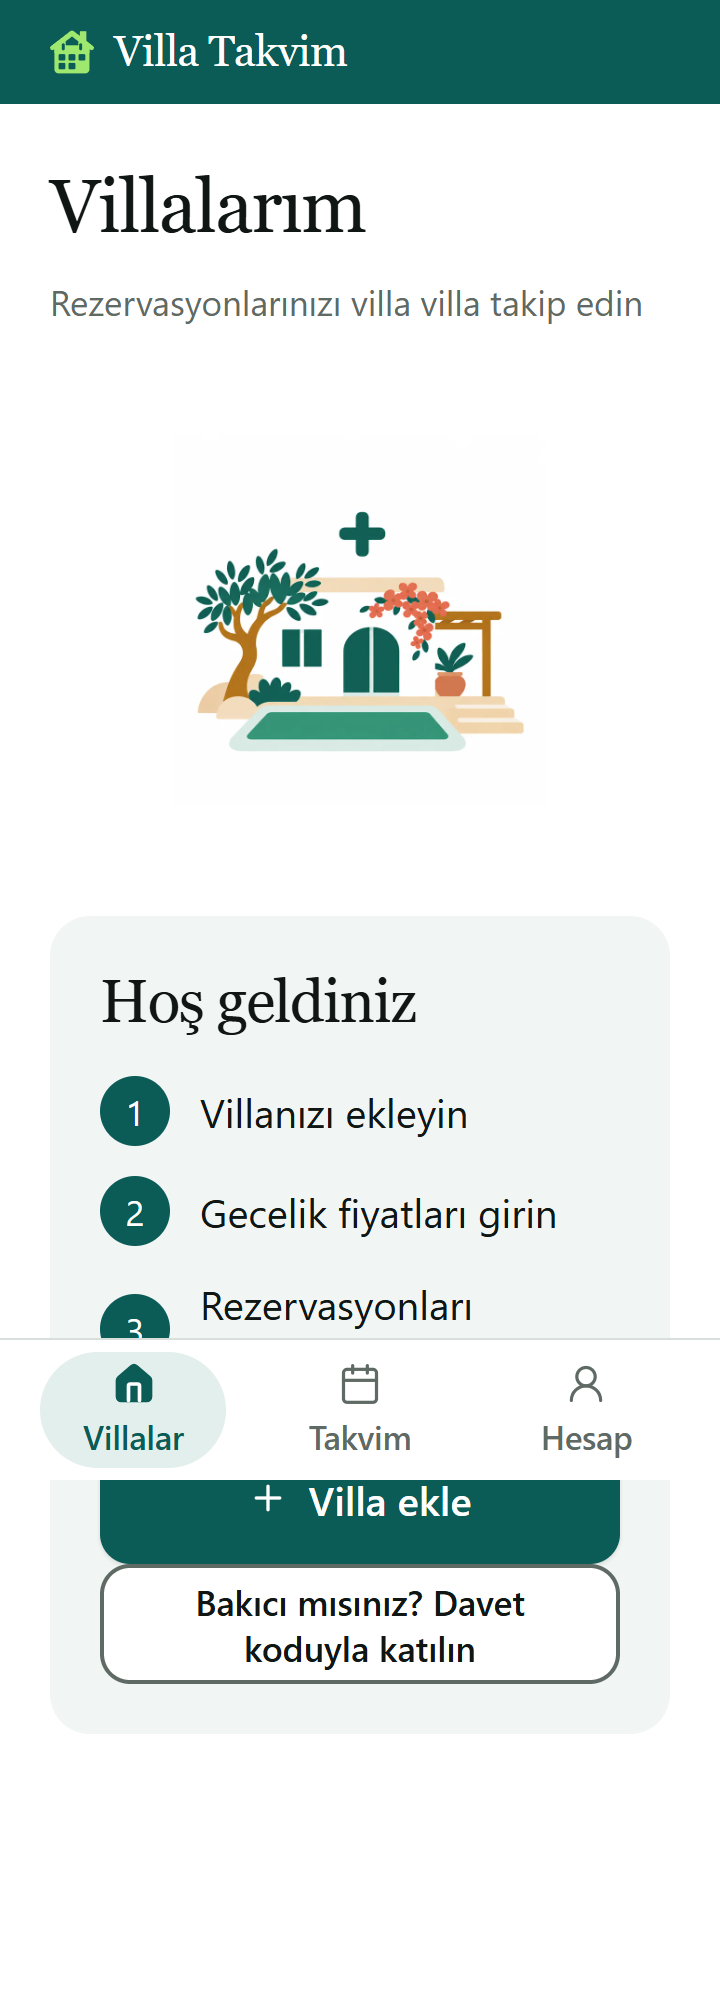 Villa Takvim
Villalarım
Rezervasyonlarınızı villa villa takip edin
Hoş geldiniz
1 Villanızı ekleyin
2 Gecelik fiyatları girin
3 Rezervasyonları
Villalar Takvim Hesap
+ Villa ekle
Bakıcı mısınız? Davet
koduyla katılın